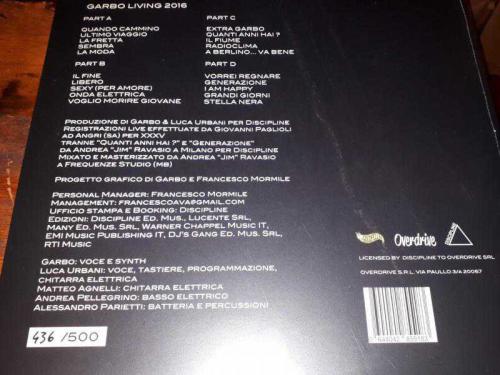 GARBO LIVING 2016
PART A
QUANDO CAMMINO
ULTIMO VIAGGIO
LA FRETTA
SEMBRA
LA MODA
PART B
IL FINE
LIBERO
SEXY (PER AMORE)
ONDA ELETTRICA
VOGLIO MORIRE GIOVANE
PART C
EXTRA GARBO
QUANTI ANNI HAI ?
IL FIUME
RADIOCLIMA
A BERLINO... VA BENE
PART D
VORREI REGNARE
GENERAZIONE
I AM HAPPY
GRANDI GIORNI
STELLA NERA
PRODUZIONE DI GARBO & LUCA URBANI PER DISCIPLINE
REGISTRAZIONI LIVE EFFETTUATE DA GIOVANNI PAGLIOLI
AD ANGRI (SA) PER XXXV
TRANNE "QUANTI ANNI HAI ?" E "GENERAZIONE"
DA ANDREA "JIM" RAVASIO A MILANO PER DISCIPLINE
MIXATO E MASTERIZZATO DA ANDREA "JIM" RAVASIO
A FREQUENZE STUDIO (MB)
PROGETTO GRAFICO DI GARBO E FRANCESCO MORMILE
PERSONAL MANAGER: FRANCESCO MORMILE
MANAGEMENT: FRANCESCOAVA@GMAIL.COM
UFFICIO STAMPA E BOOKING: DISCIPLINE
EDIZIONI: DISCIPLINE ED. MUS., LUCENTE SRL,
MANY ED. MUS. SRL, WARNER CHAPPELL MUSIC IT,
EMI MUSIC PUBLISHING IT, DJ'S GANG ED. MUS. SRL,
RTI MUSIC
GARBO: VOCE E SYNTH
LUCA URBANI: VOCE, TASTIERE, PROGRAMMAZIONE,
CHITARRA ELETTRICA
MATTEO AGNELLI: CHITARRA ELETTRICA
ANDREA PELLEGRINO: BASSO ELETTRICO
ALESSANDRO PARIETTI: BATTERIA E PERCUSSIONI
436/500
Overdrive
LICENSED BY DISCIPLINE TO OVERDRIVE SRL
OVERDRIVE S.R.L. VIA PAULLO 3/A 20067